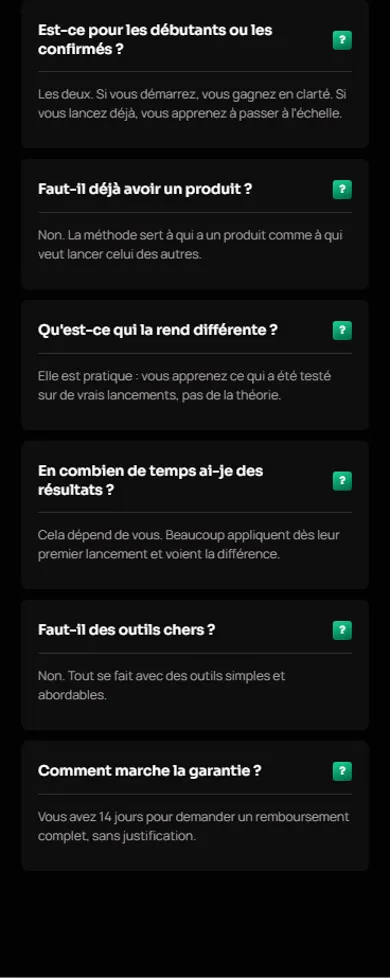 Est-ce pour les débutants ou les
confirmés ?
?
Les deux. Si vous démarrez, vous gagnez en clarté. Si
vous lancez déjà, vous apprenez à passer à l'échelle.
Faut-il déjà avoir un produit ?
?
Non. La méthode sert à qui a un produit comme à qui
veut lancer celui des autres.
Qu'est-ce qui la rend différente ?
?
Elle est pratique : vous apprenez ce qui a été testé
sur de vrais lancements, pas de la théorie.
En combien de temps ai-je des
résultats ?
?
Cela dépend de vous. Beaucoup appliquent dès leur
premier lancement et voient la différence.
Faut-il des outils chers ?
?
Non. Tout se fait avec des outils simples et
abordables.
Comment marche la garantie ?
?
Vous avez 14 jours pour demander un remboursement
complet, sans justification.